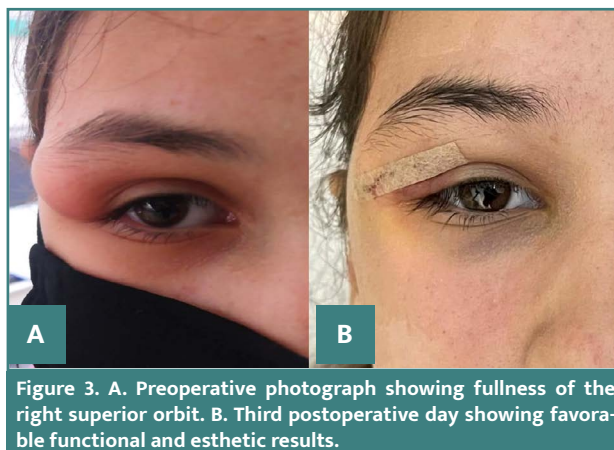 A
B
Figure 3. A. Preoperative photograph showing fullness of the
right superior orbit. B. Third postoperative day showing favora-
ble functional and esthetic results.